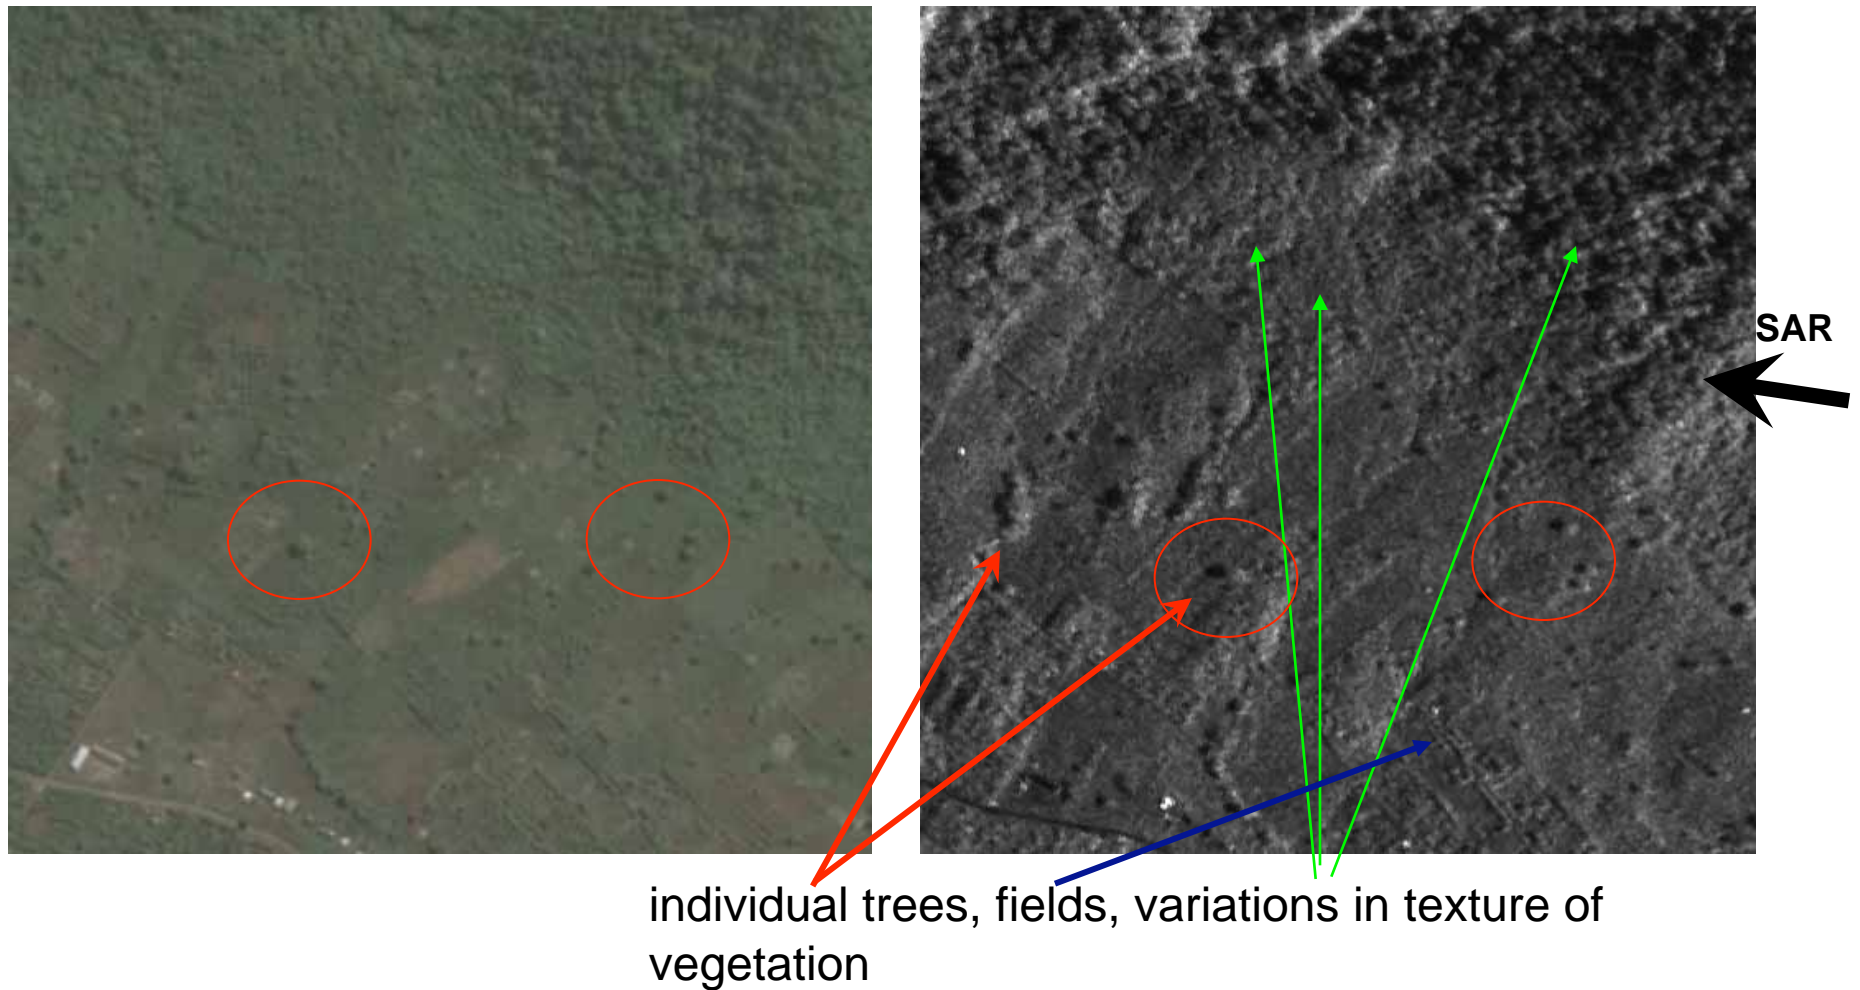 SAR
individual trees, fields, variations in texture of
vegetation